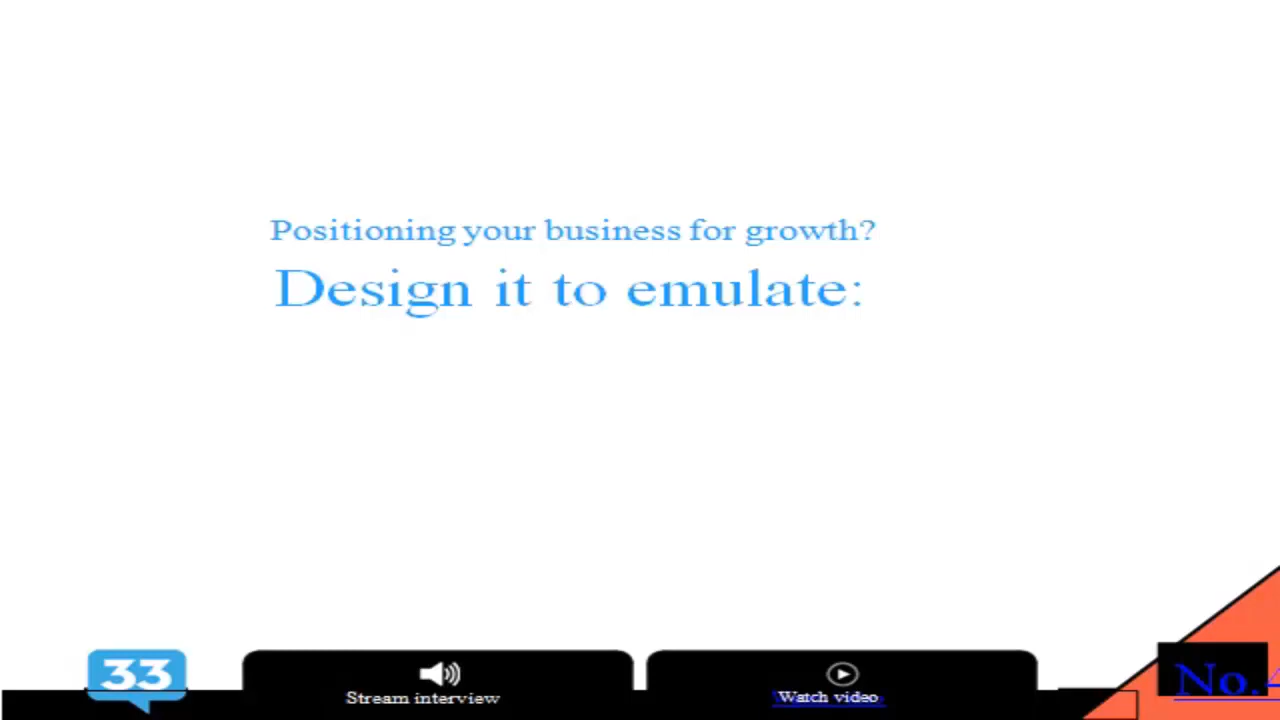 Positioning your business for growth?
Design it to emulate:
33
Stream interview
Watch video
No.